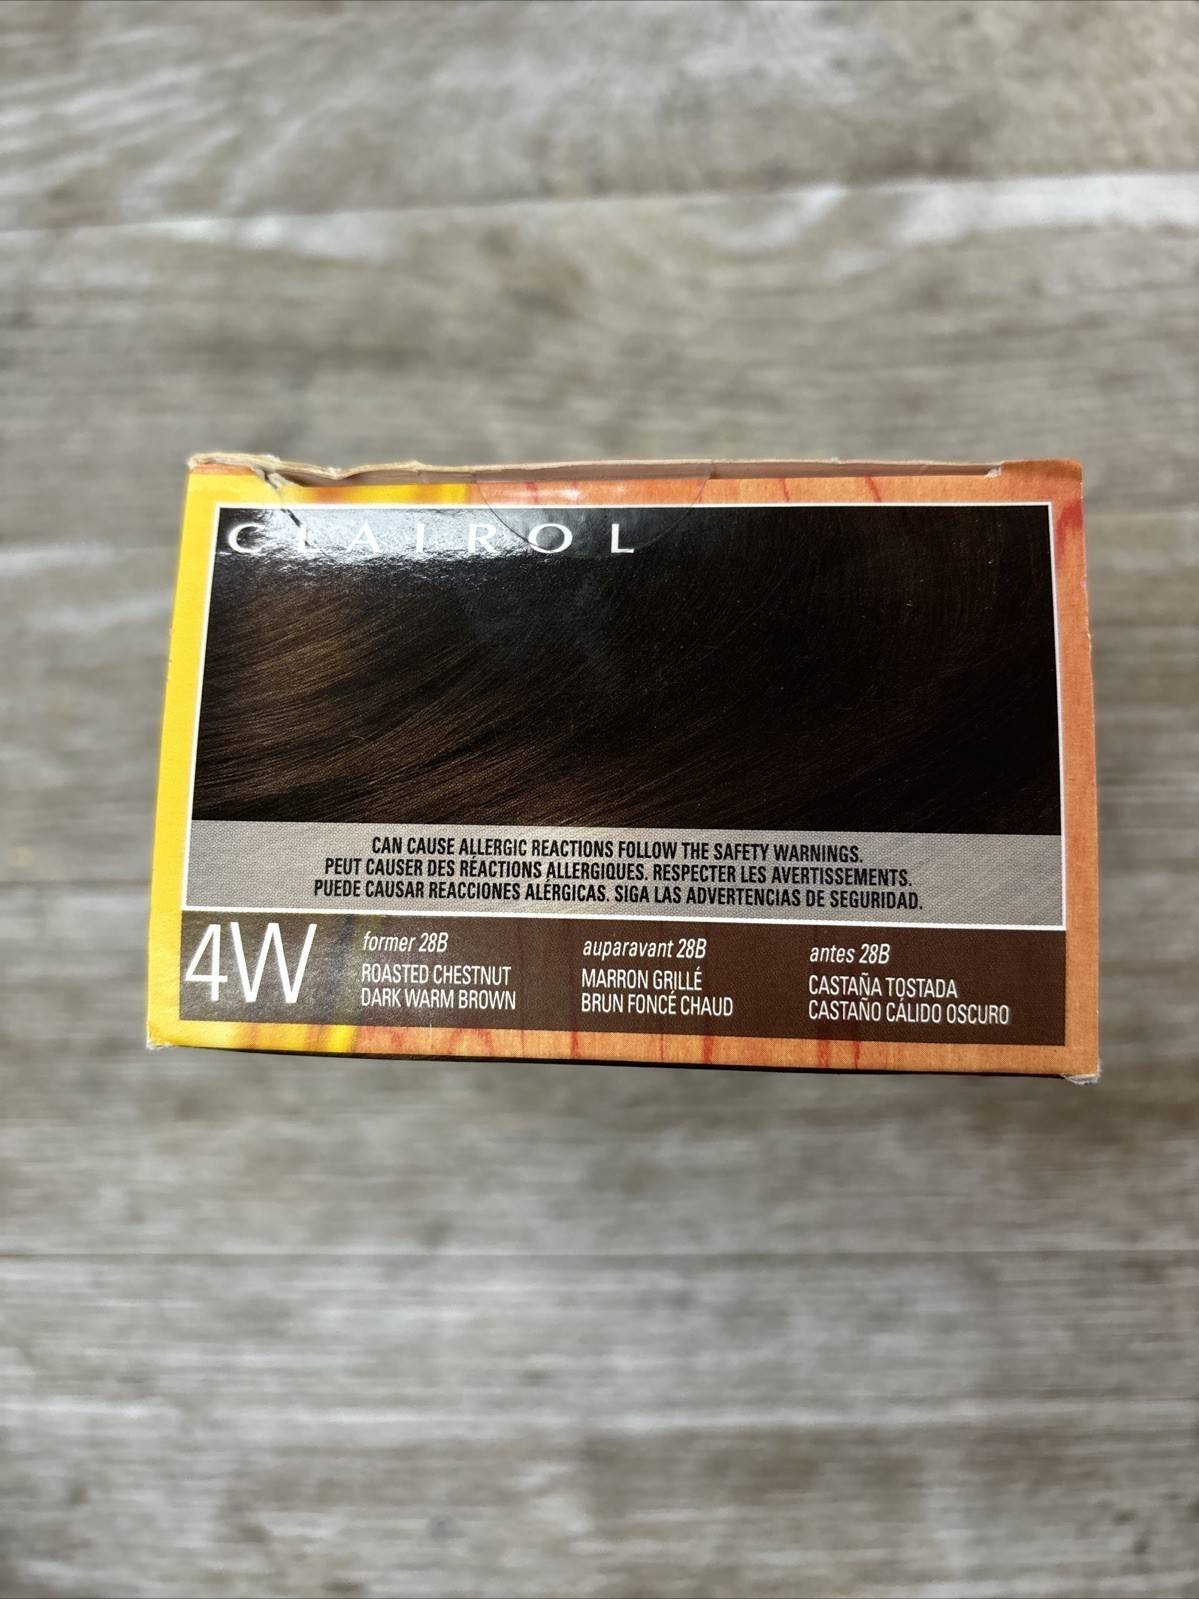 CLAIROL
CAN CAUSE ALLERGIC REACTIONS FOLLOW THE SAFETY WARNINGS.
PEUT CAUSER DES RÉACTIONS ALLERGIQUES. RESPECTER LES AVERTISSEMENTS.
PUEDE CAUSAR REACCIONES ALÉRGICAS. SIGA LAS ADVERTENCIAS DE SEGURIDAD.
4W
former 28B
ROASTED CHESTNUT
DARK WARM BROWN
auparavant 28B
MARRON GRILLÉ
BRUN FONCÉ CHAUD
antes 28B
CASTAÑA TOSTADA
CASTAÑO CÁLIDO OSCURO